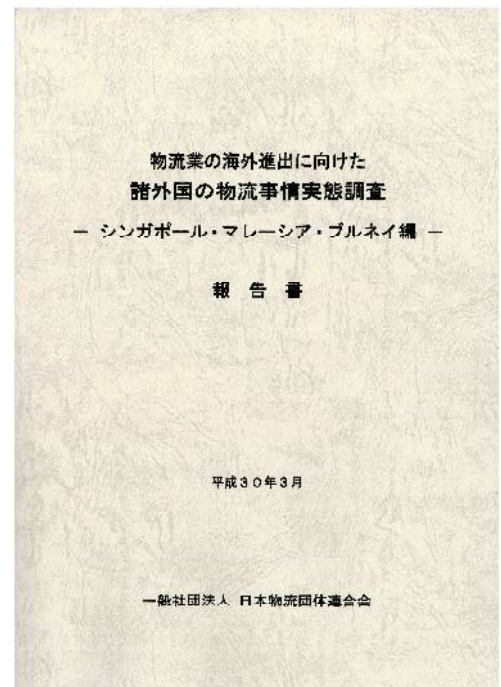 物流業の海外進出に向けた
諸外国の物流事情実態調査
― シンガポール・マレーシア・ブルネイ編 ―
報 告 書
平成30年3月
一般社団法人 日本物流団体連合会